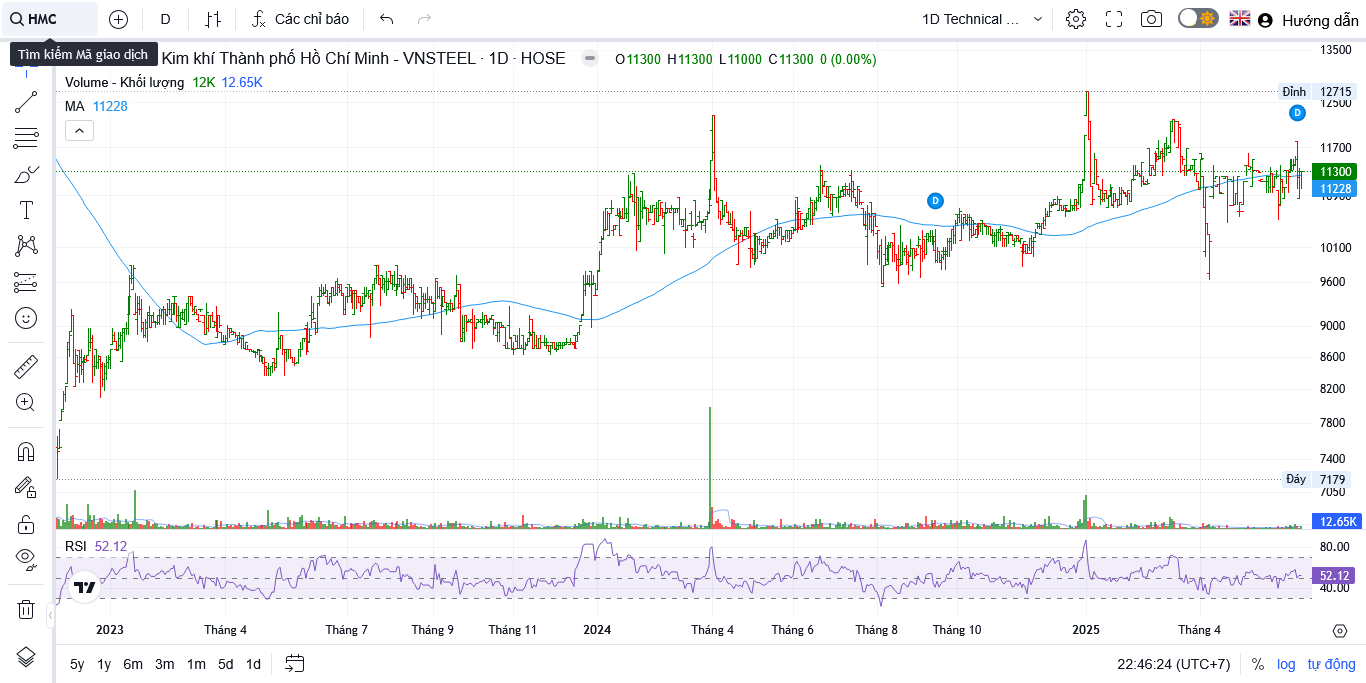 HMC
D
Các chỉ báo
1D Technical ...
Hướng dẫn
Tìm kiếm Mã giao dịch
Kim khí Thành phố Hồ Chí Minh - VNSTEEL · 1D · HOSE
O11300 H11300 L11000 C11300 0 (0.00%)
Volume - Khối lượng 12K 12.65K
MA 11228
13500
Đỉnh 12715
12500
D
11700
11300
11228
10900
D
10100
9600
9000
8600
8200
7800
7400
Đáy 7179
7050
12.65K
RSI 52.12
80.00
52.12
40.00
2023 Tháng 4 Tháng 7 Tháng 9 Tháng 11 2024 Tháng 4 Tháng 6 Tháng 8 Tháng 10 2025 Tháng 4
5y 1y 6m 3m 1m 5d 1d
22:46:24 (UTC+7) % log tự động